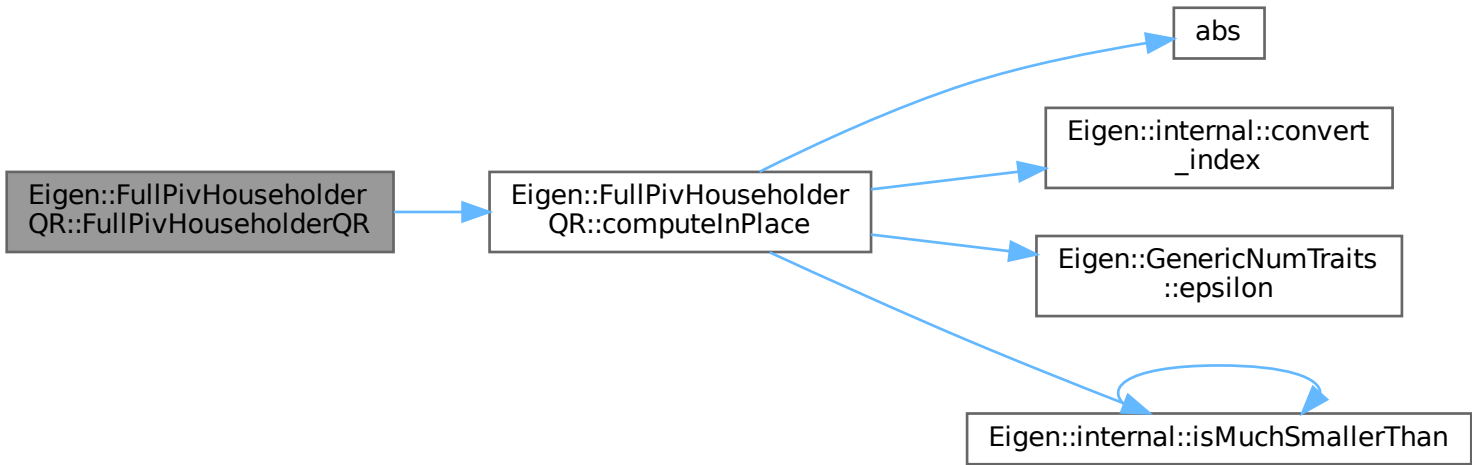 Eigen::FullPivHouseholder
QR::FullPivHouseholderQR
Eigen::FullPivHouseholder
QR::computeInPlace
abs
Eigen::internal::convert
_index
Eigen::GenericNumTraits
::epsilon
Eigen::internal::isMuchSmallerThan